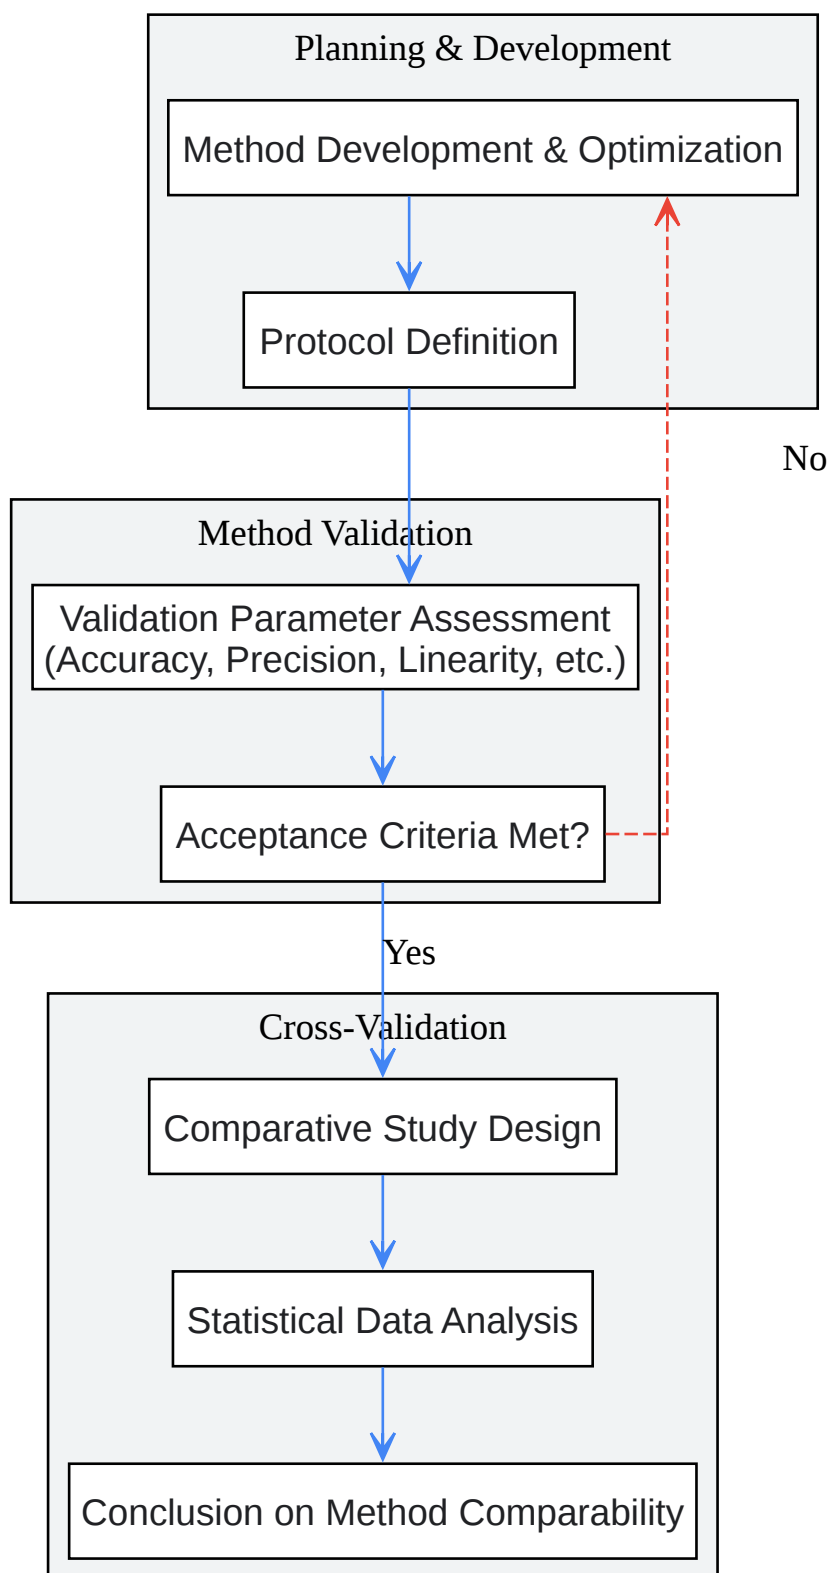 Planning & Development
Method Development & Optimization
Protocol Definition
No
Method Validation
Validation Parameter Assessment
(Accuracy, Precision, Linearity, etc.)
Acceptance Criteria Met?
Yes
Cross-Validation
Comparative Study Design
Statistical Data Analysis
Conclusion on Method Comparability